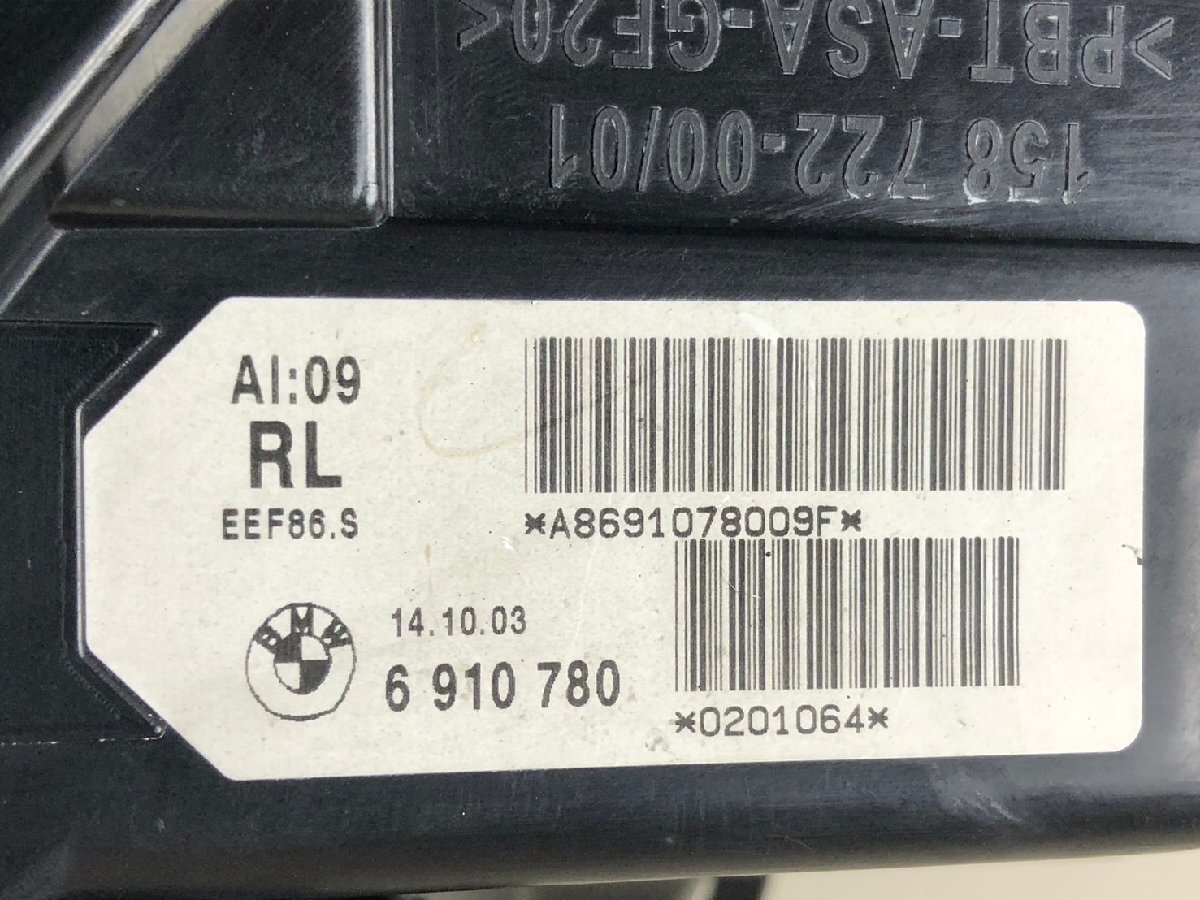 >PBT-ASA-GF20<
158 722-00/01
AI:09
RL
EEF86.S
*A8691078009F*
BMW
14.10.03
6 910 780
*0201064*